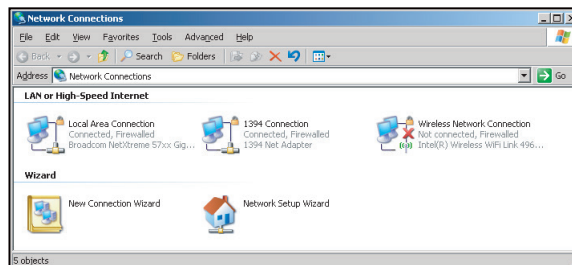 Network Connections
File Edit View Favorites Tools Advanced Help
Back Search Folders
Address Network Connections Go
LAN or High-Speed Internet
Local Area Connection
Connected, Firewalled
Broadcom NetXtreme 57xx Gig...
1394 Connection
Connected, Firewalled
1394 Net Adapter
Wireless Network Connection
Not connected, Firewalled
Intel(R) Wireless WiFi Link 496...
Wizard
New Connection Wizard
Network Setup Wizard
5 objects